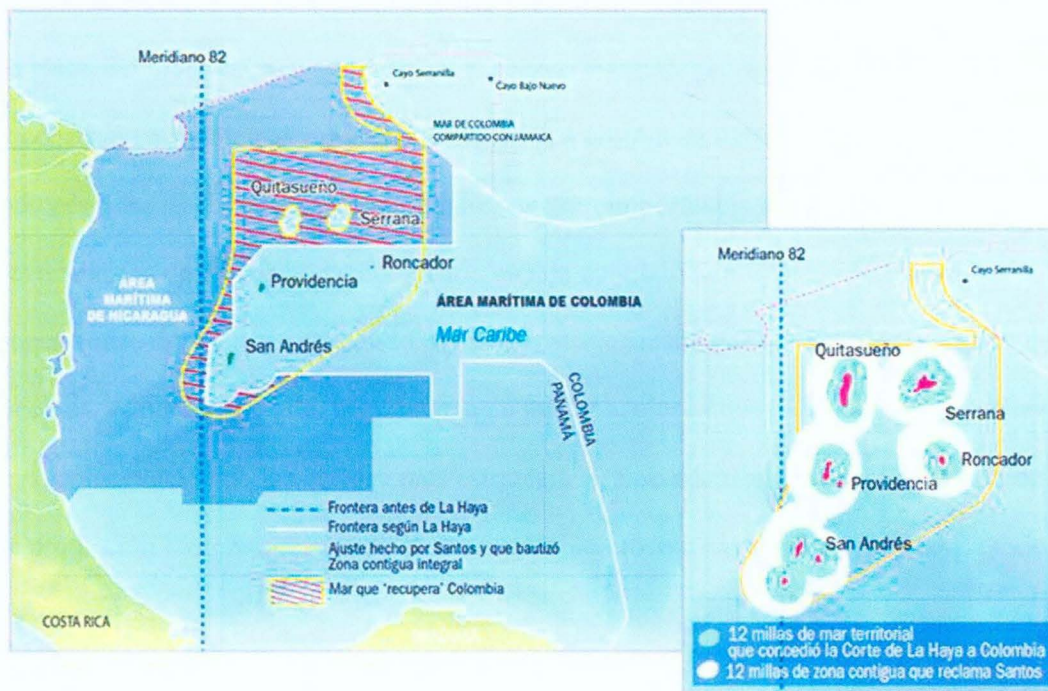 Meridiano 82
Cayo Serranilla
Cayo Bajo Nuevo
MAR DE COLOMBIA
COMPARTIDO CON JAMAICA
Quitasueño
Serrana
Roncador
Providencia
ÁREA
MARÍTIMA
DE NICARAGUA
ÁREA MARÍTIMA DE COLOMBIA
Mar Caribe
San Andrés
COLOMBIA
PANAMÁ
Frontera antes de La Haya
Frontera según La Haya
Ajuste hecho por Santos y que bautizó
Zona contigua integral
Mar que 'recupera' Colombia
COSTA RICA
Meridiano 82
Cayo Serranilla
Quitasueño
Serrana
Roncador
Providencia
San Andrés
12 millas de mar territorial
que concedió la Corte de La Haya a Colombia
12 millas de zona contigua que reclama Santos